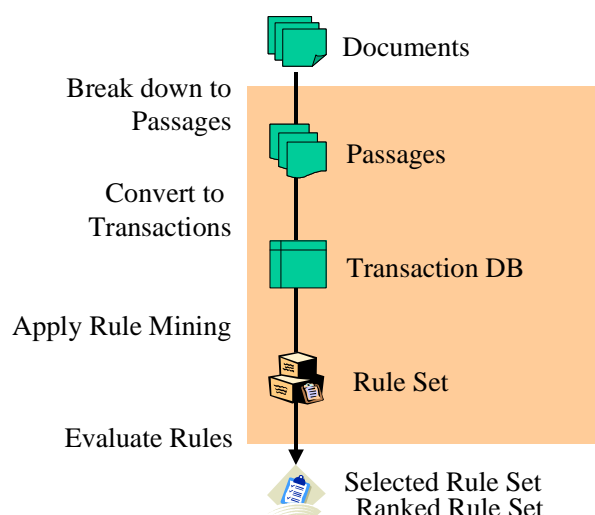 Documents
Break down to
Passages
Passages
Convert to
Transactions
Transaction DB
Apply Rule Mining
Rule Set
Evaluate Rules
Selected Rule Set
Ranked Rule Set